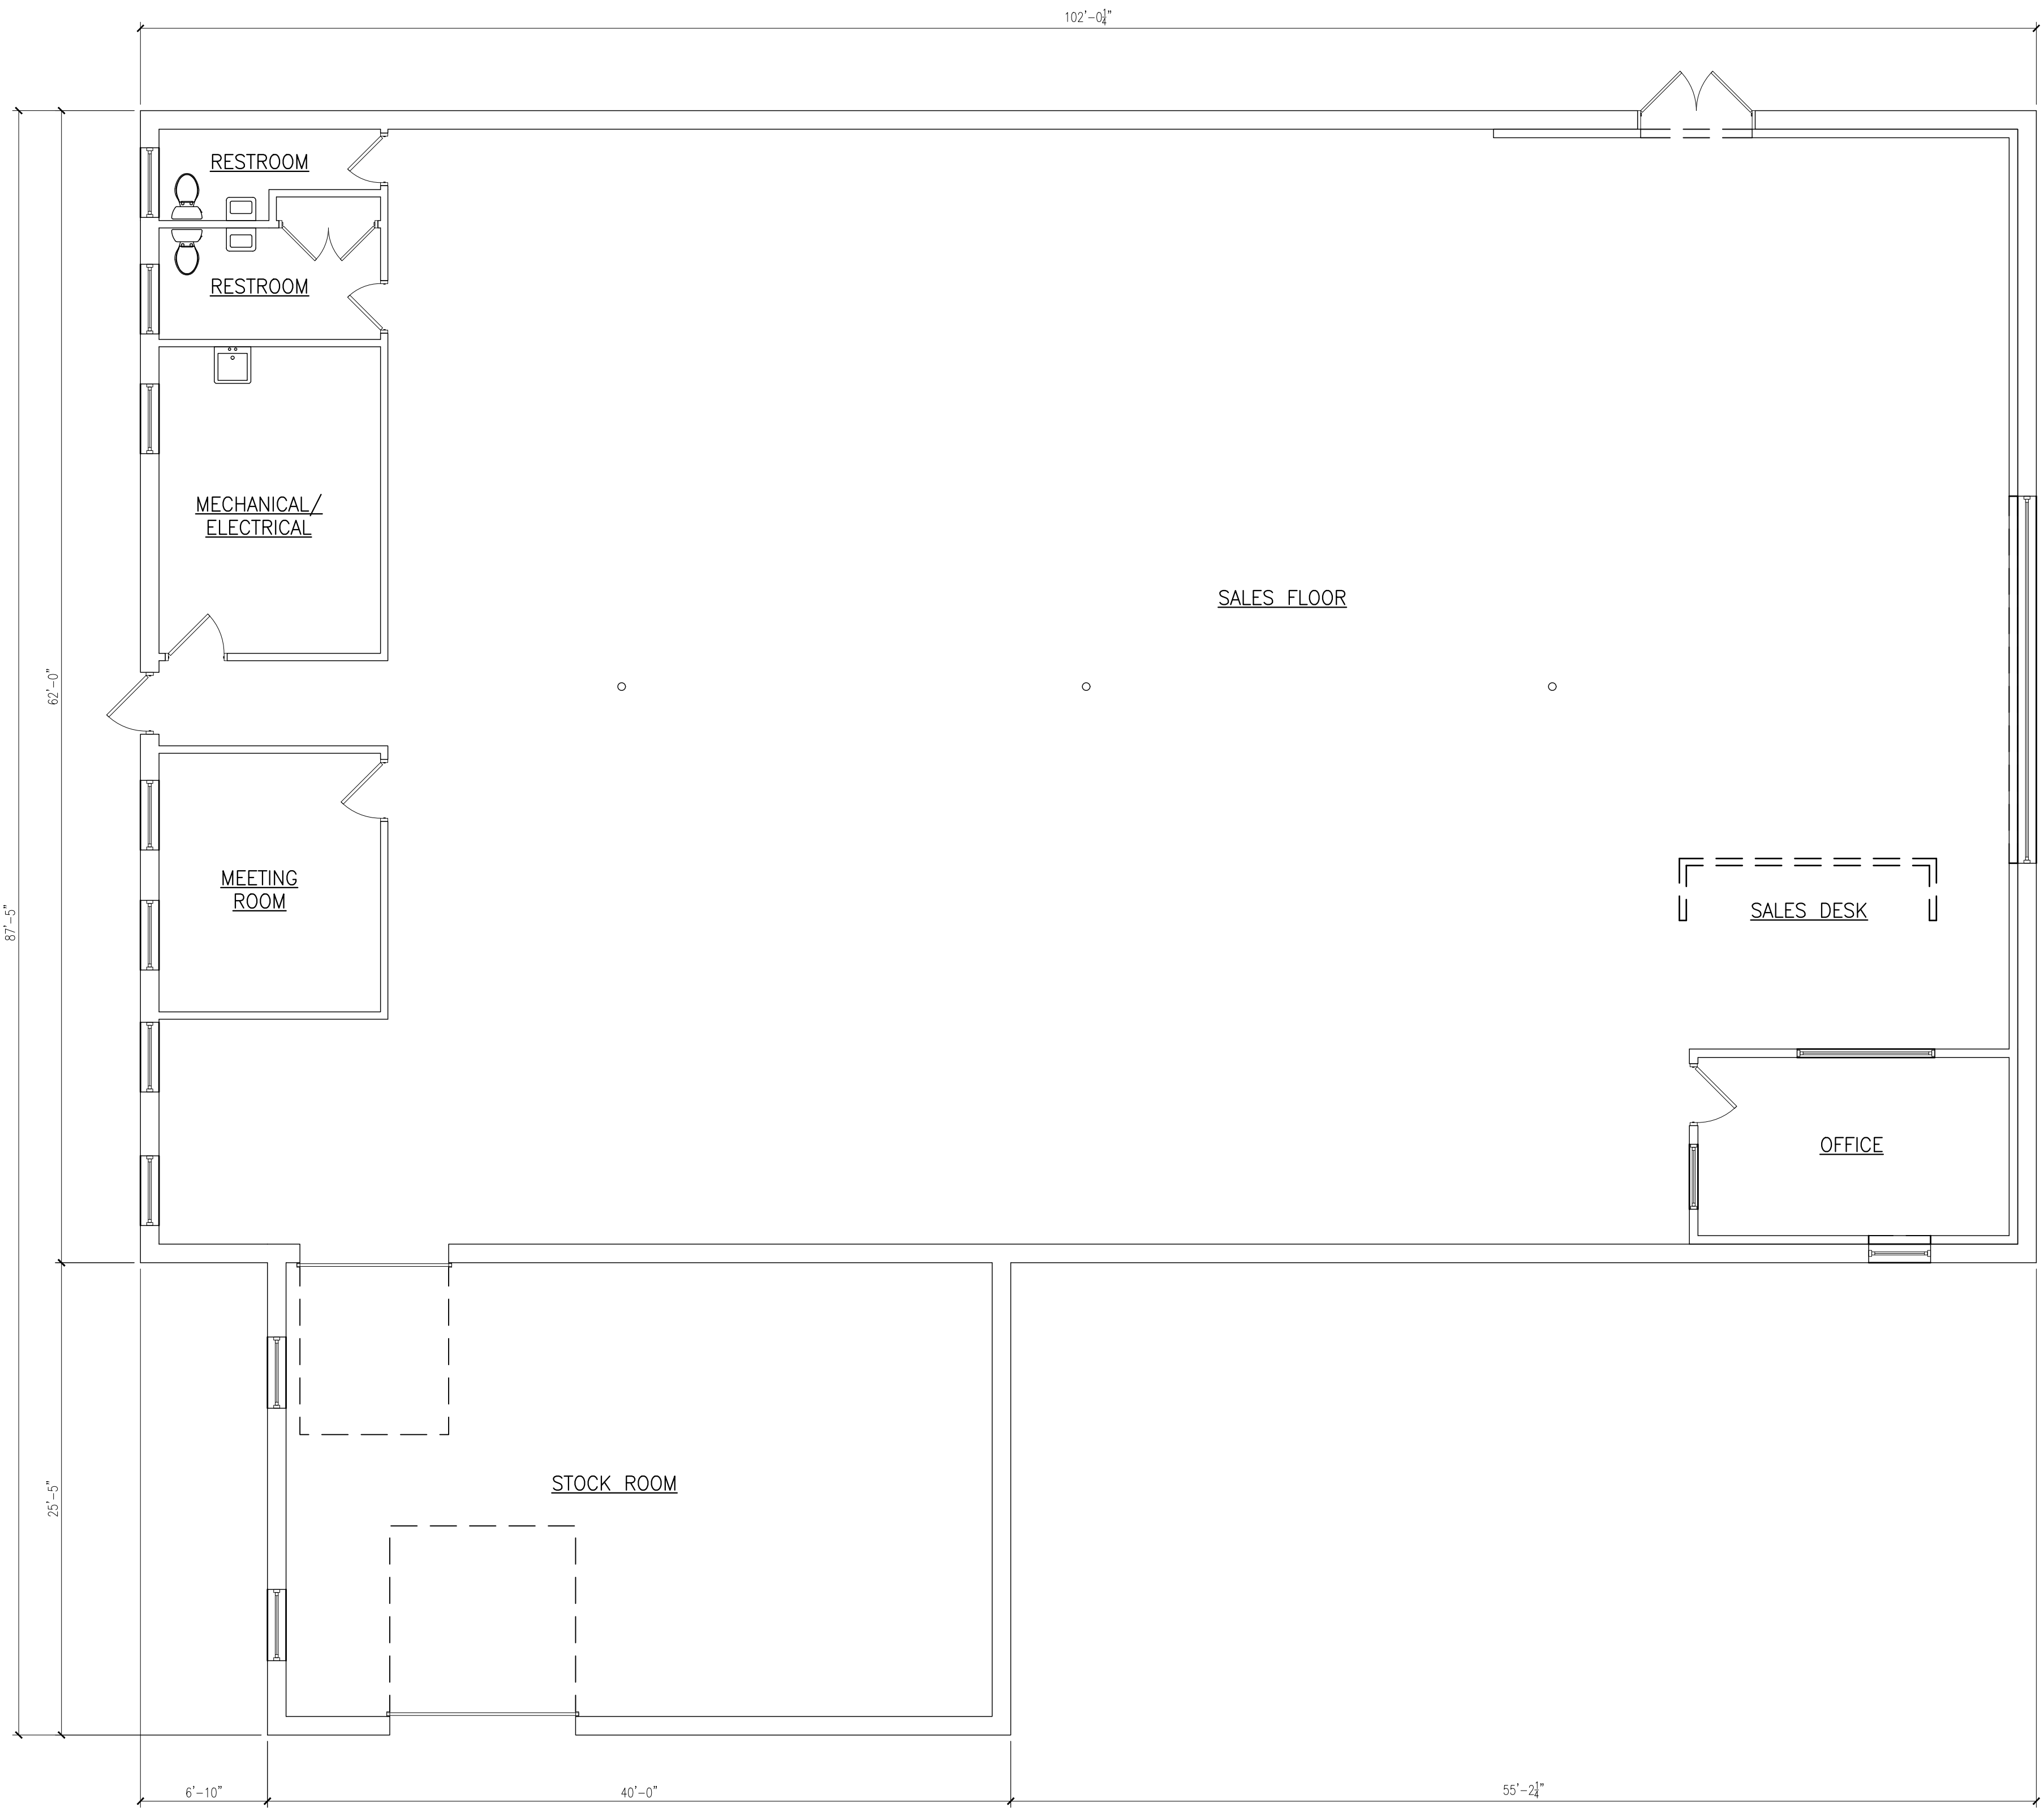 102'-0¼"
RESTROOM
RESTROOM
MECHANICAL/
ELECTRICAL
SALES FLOOR
62'-0"
87'-5"
MEETING
ROOM
SALES DESK
OFFICE
25'-5"
STOCK ROOM
6'-10"
40'-0"
55'-2¼"